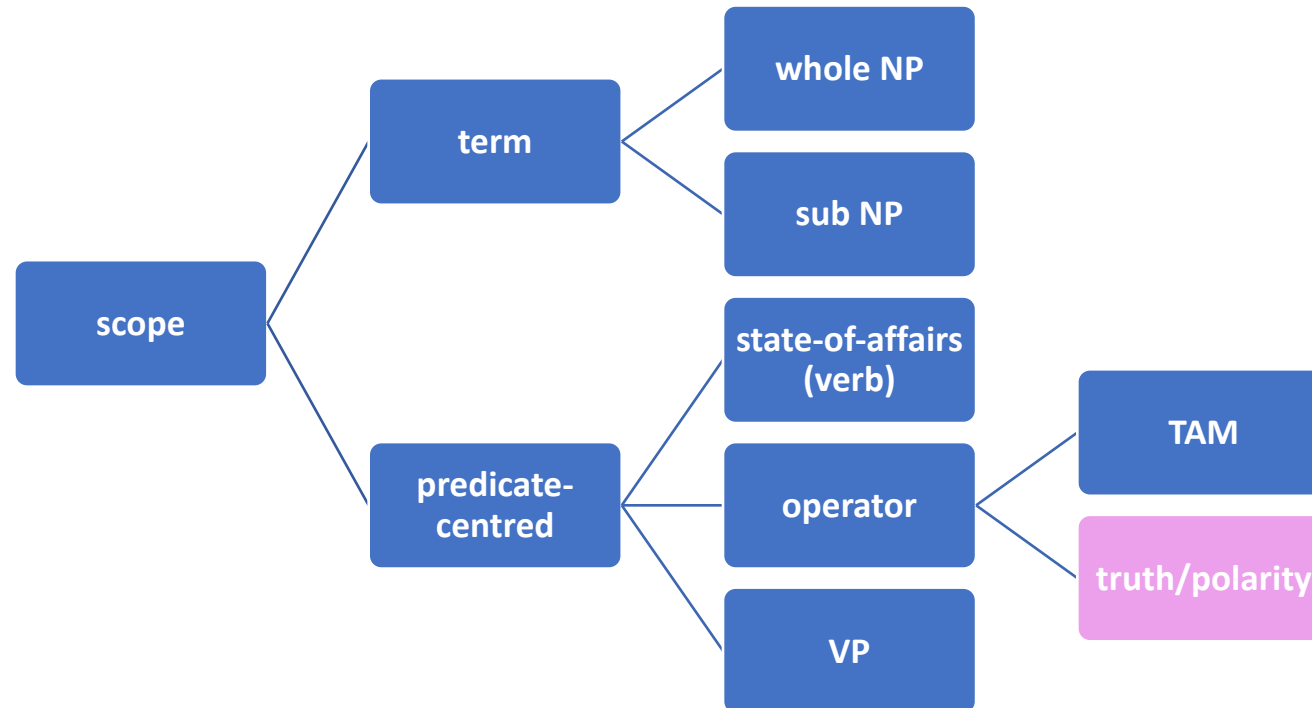 scope
term
whole NP
sub NP
predicate-
centred
state-of-affairs
(verb)
operator
TAM
truth/polarity
VP